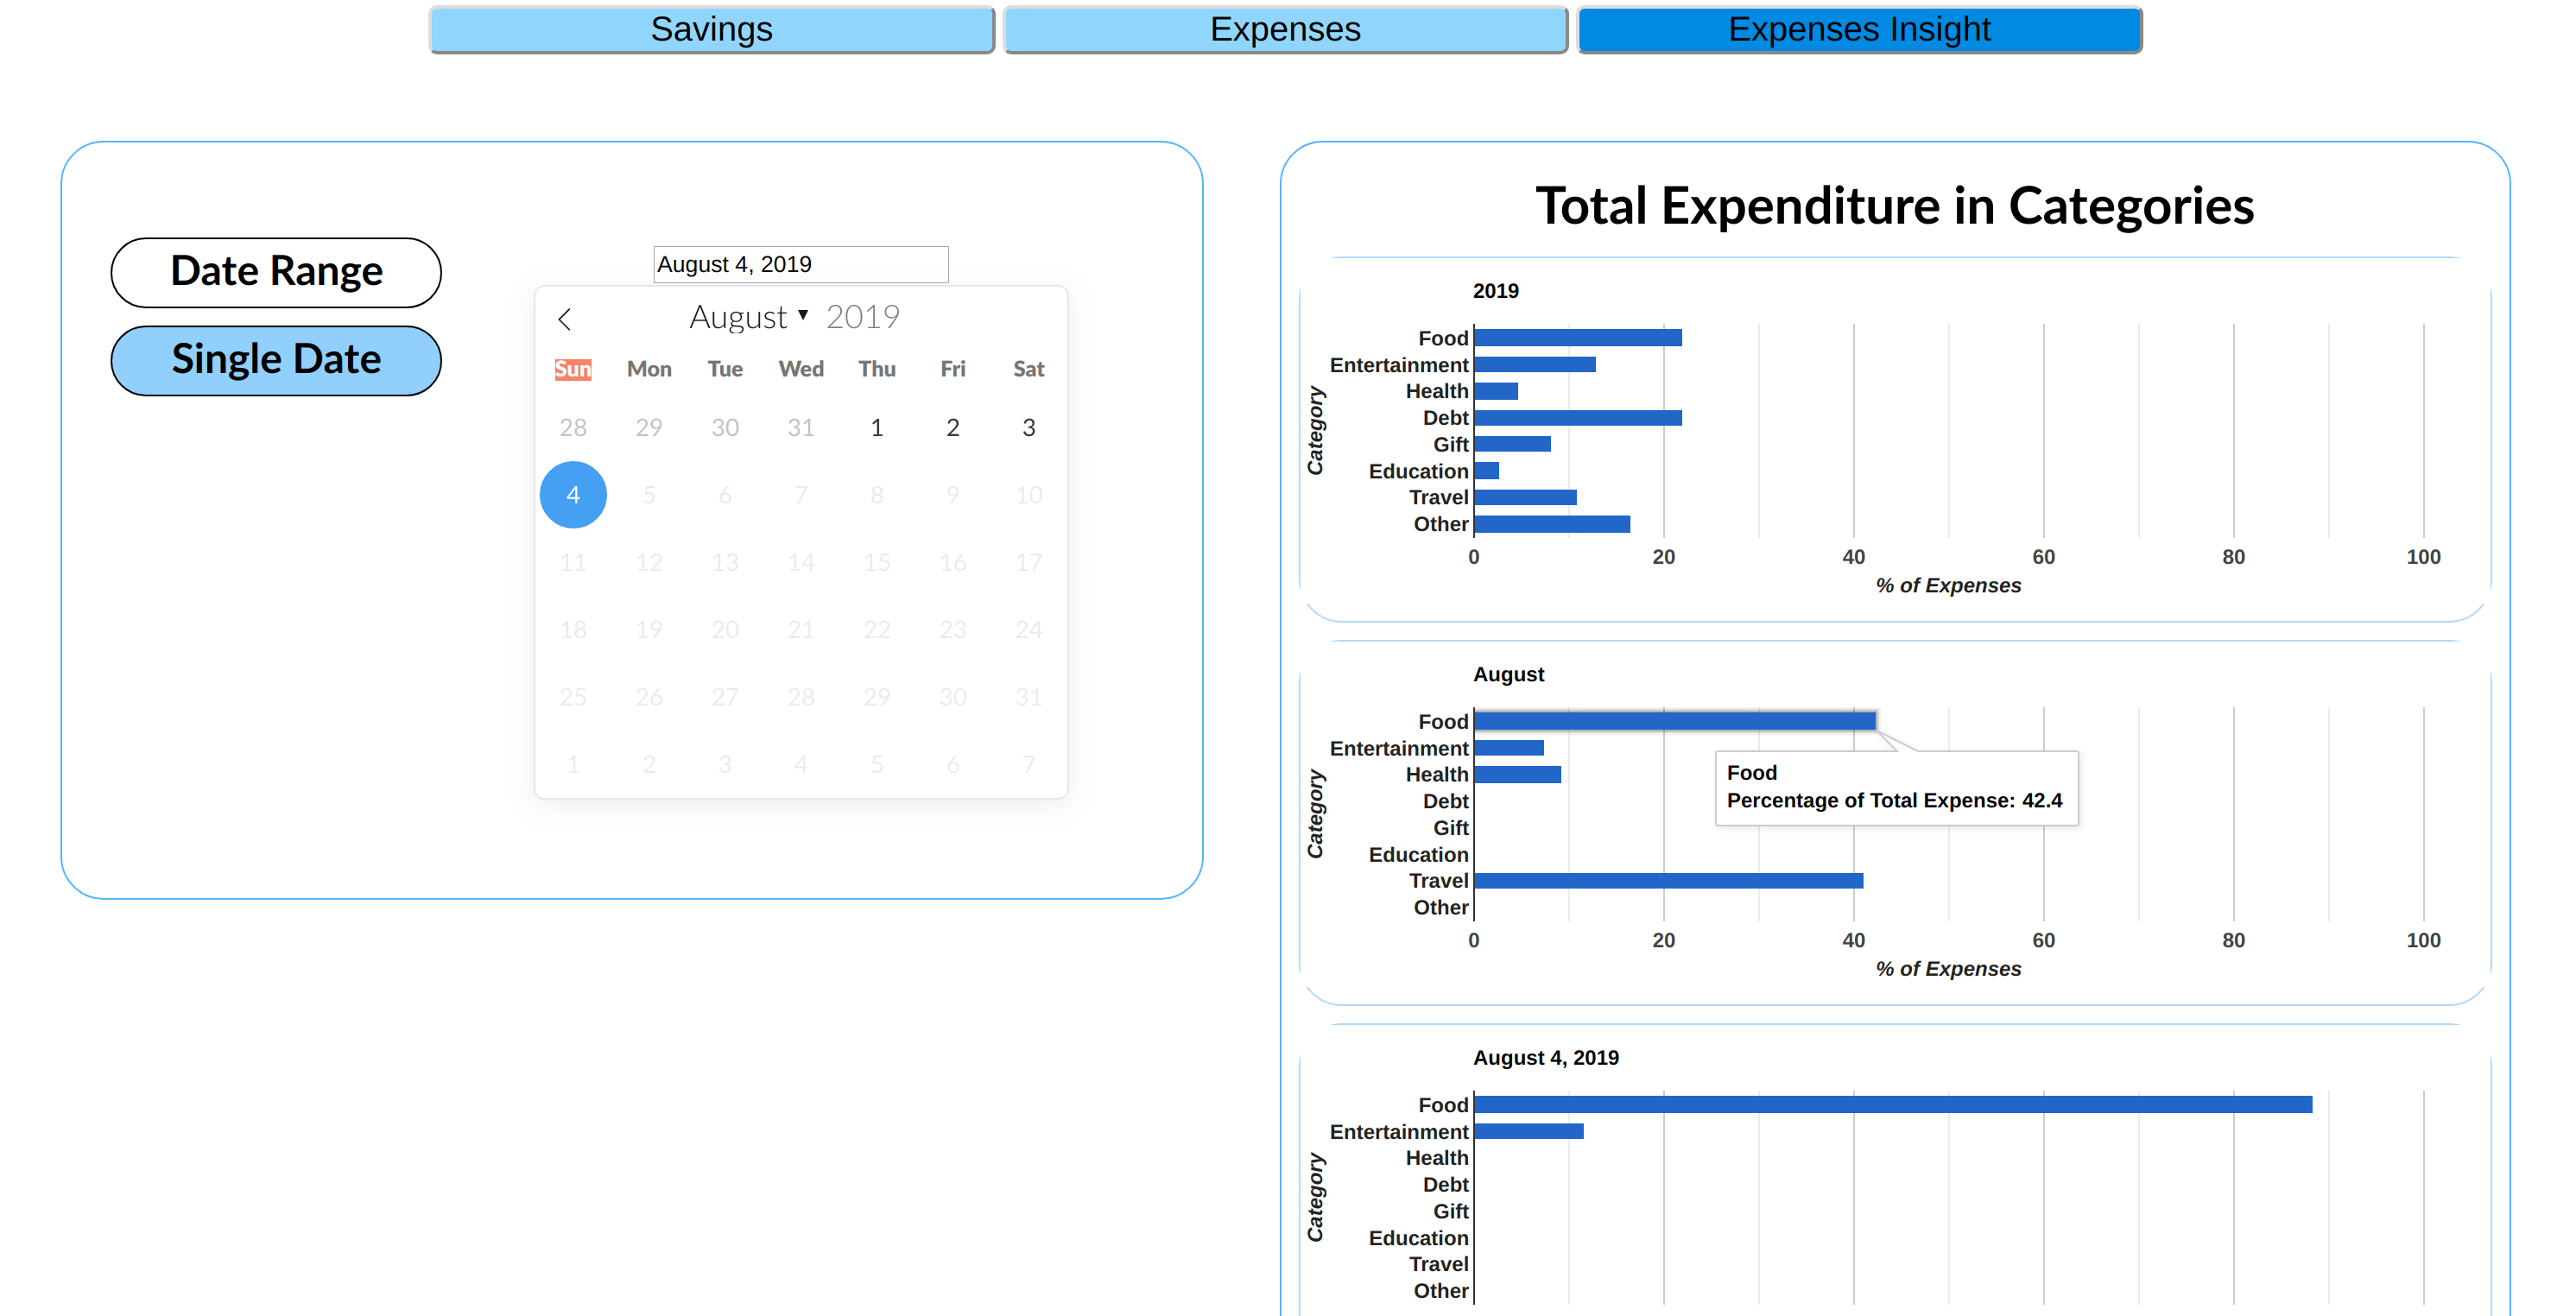 Savings Expenses Expenses Insight
Date Range
Single Date
August 4, 2019
August ▼ 2019
Sun Mon Tue Wed Thu Fri Sat
28 29 30 31 1 2 3
4 5 6 7 8 9 10
11 12 13 14 15 16 17
18 19 20 21 22 23 24
25 26 27 28 29 30 31
1 2 3 4 5 6 7
Total Expenditure in Categories
2019
Category
Food
Entertainment
Health
Debt
Gift
Education
Travel
Other
0 20 40 60 80 100
% of Expenses
August
Category
Food
Entertainment
Health
Debt
Gift
Education
Travel
Other
Food
Percentage of Total Expense: 42.4
0 20 40 60 80 100
% of Expenses
August 4, 2019
Category
Food
Entertainment
Health
Debt
Gift
Education
Travel
Other